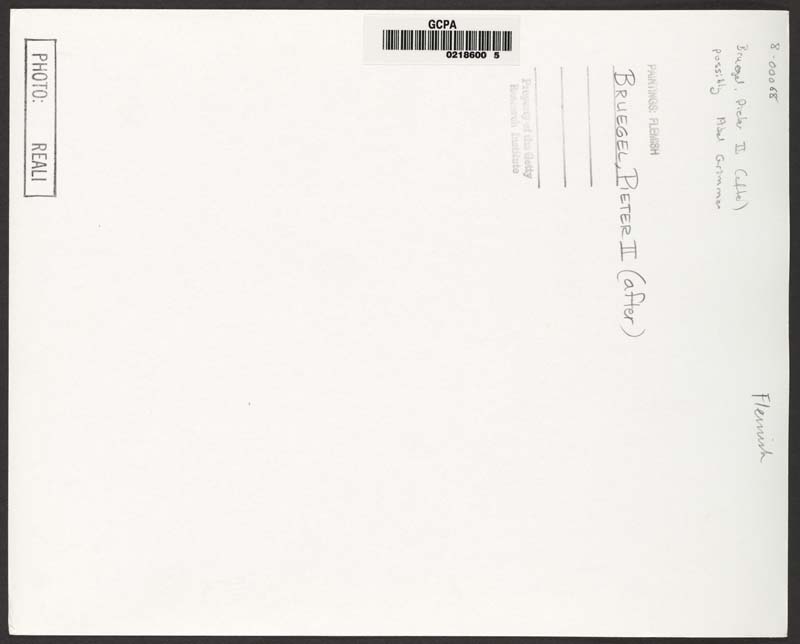 GCPA
0218600 5
8-00068
Bruegel, Pieter II (after)
possibly Abel Grimmer
Flemish
PAINTINGS: FLEMISH
BRUEGEL, PIETER II (after)
Property of the Getty
Research Institute
PHOTO: REALI